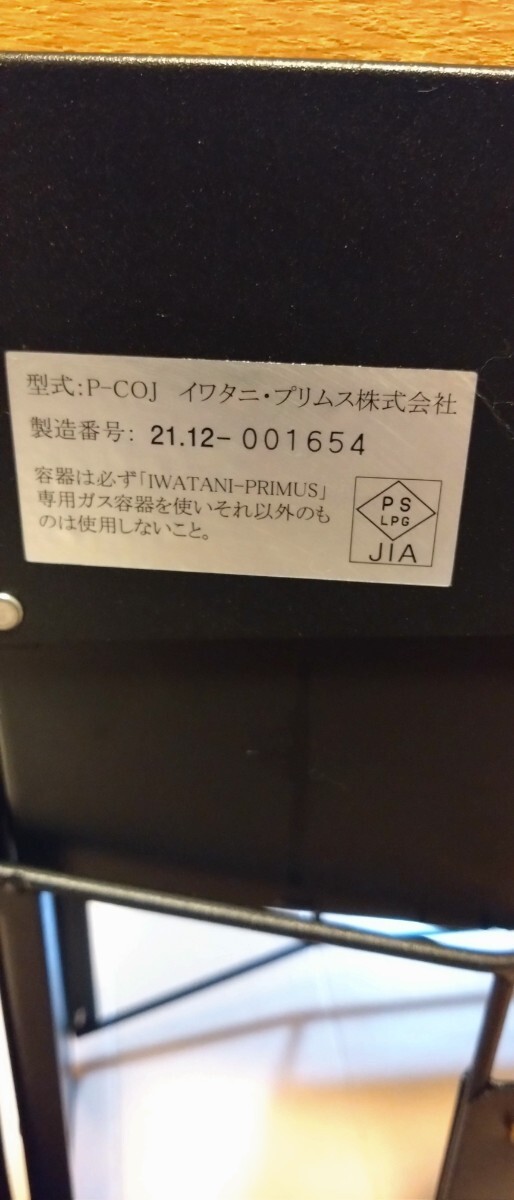 型式:P-COJ イワタニ・プリムス株式会社
製造番号: 21.12-001654
容器は必ず「IWATANI-PRIMUS」
専用ガス容器を使いそれ以外のも
のは使用しないこと。
PS
LPG
JIA